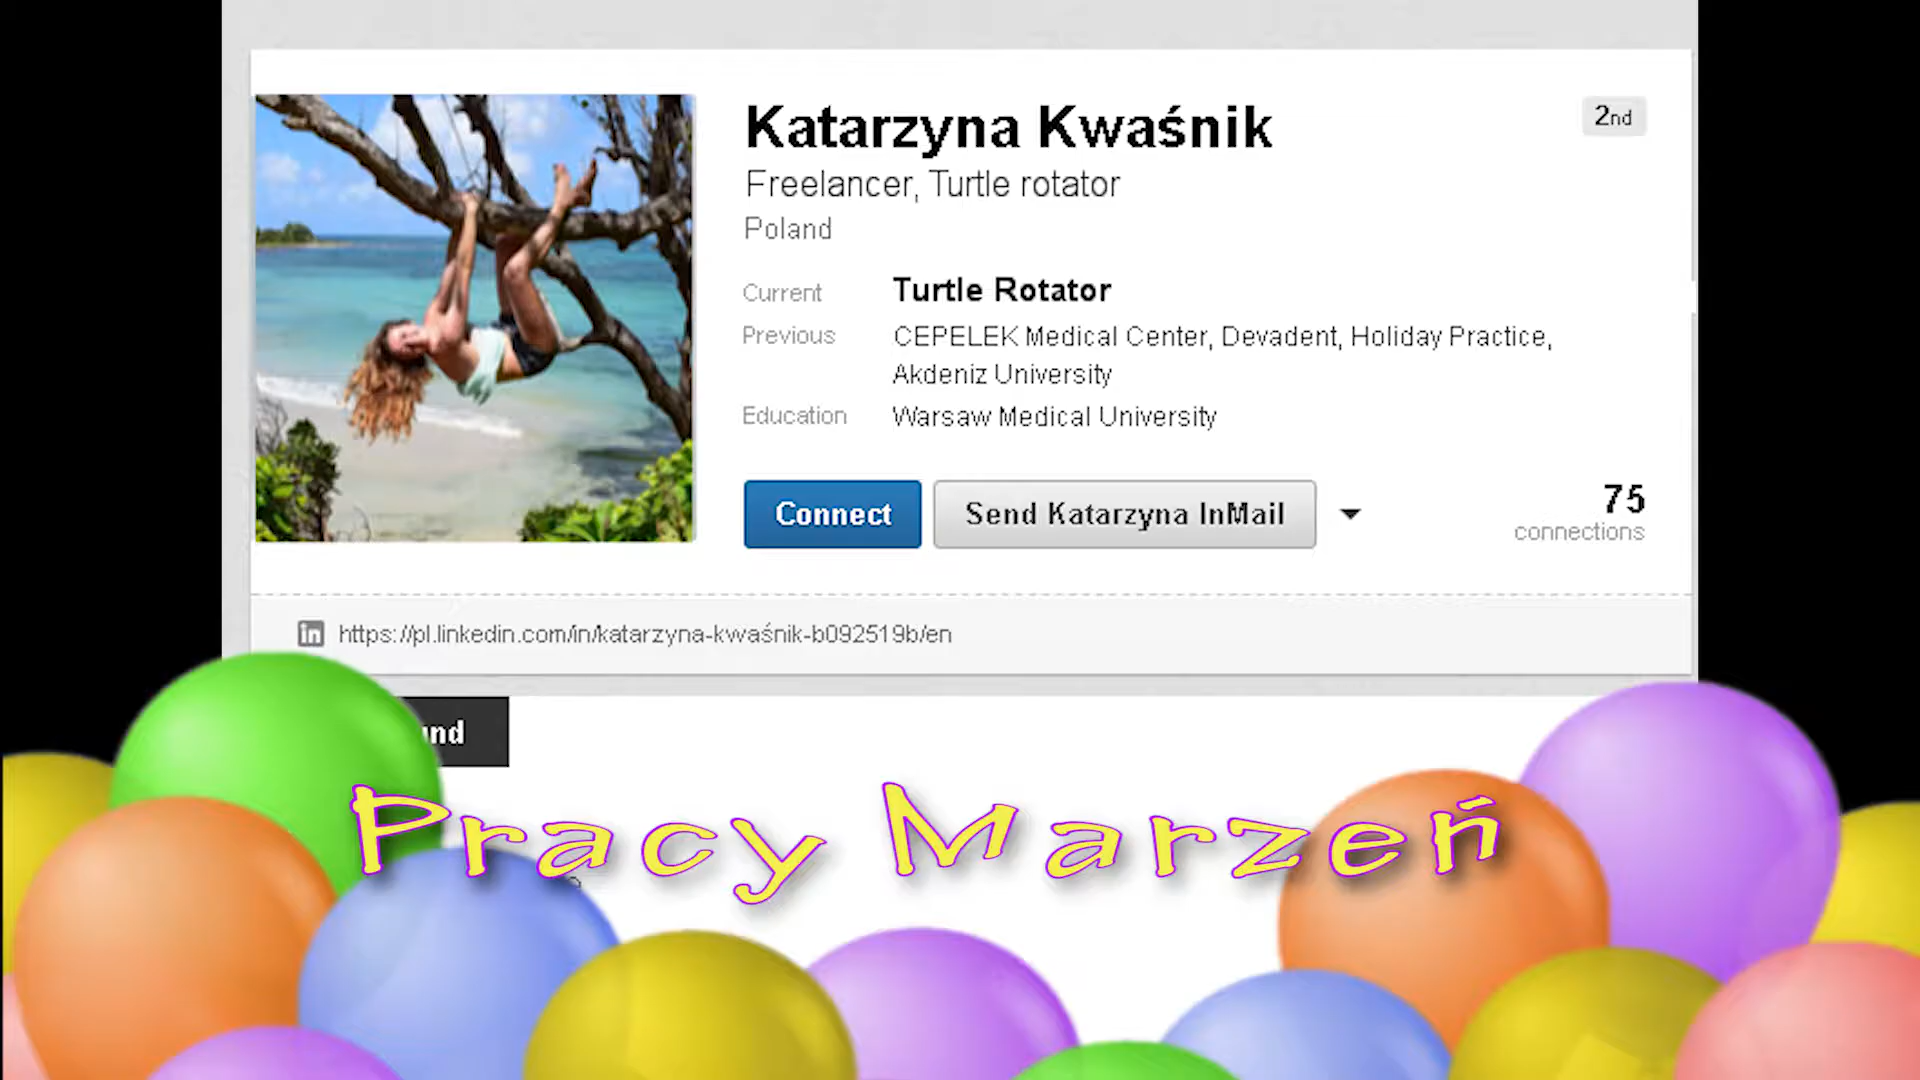 Katarzyna Kwaśnik
2nd
Freelancer, Turtle rotator
Poland
Current Turtle Rotator
Previous CEPELEK Medical Center, Devadent, Holiday Practice,
Akdeniz University
Education Warsaw Medical University
Connect Send Katarzyna InMail
75
connections
in https://pl.linkedin.com/in/katarzyna-kwaśnik-b092519b/en
Pracy Marzeń